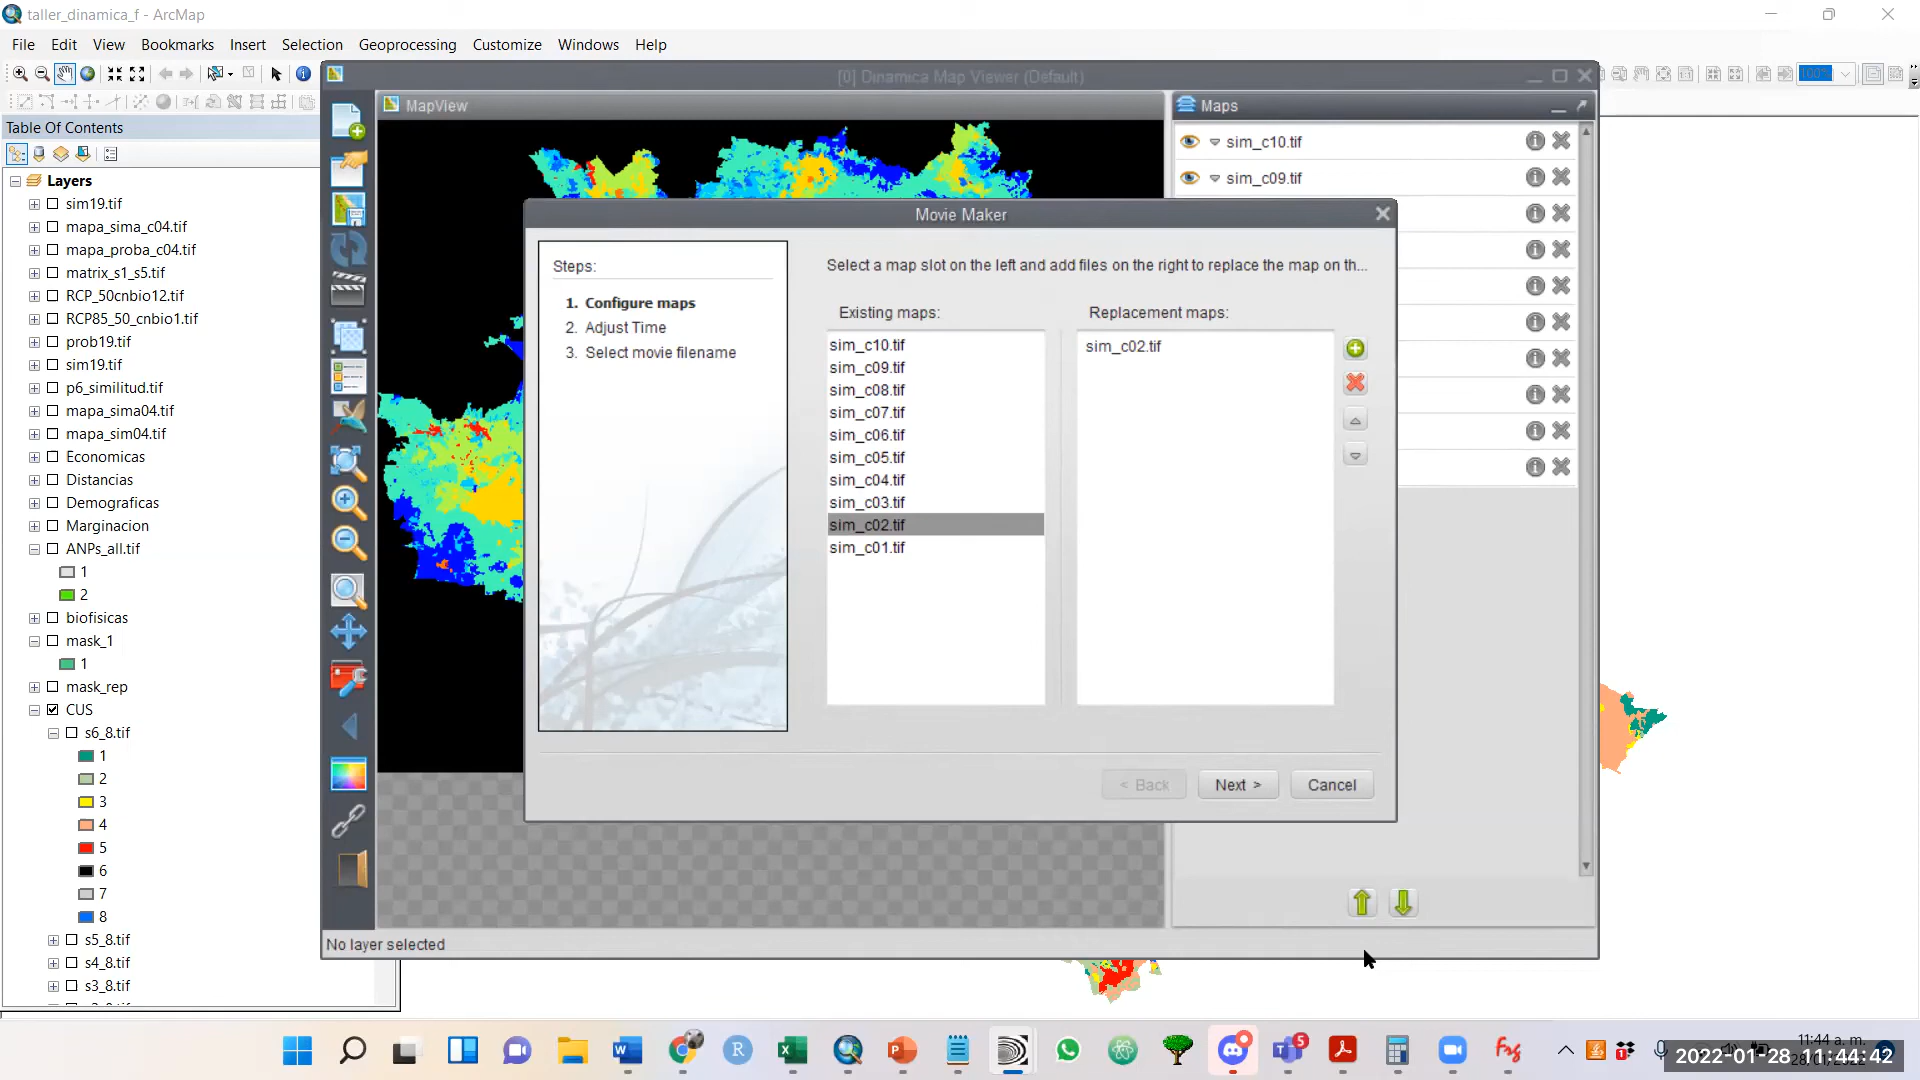 taller_dinamica_f - ArcMap
File Edit View Bookmarks Insert Selection Geoprocessing Customize Windows Help
[0] Dinamica Map Viewer (Default)
100%
Table Of Contents
MapView
Maps
Layers
sim19.tif
mapa_sima_c04.tif
mapa_proba_c04.tif
matrix_s1_s5.tif
RCP_50cnbio12.tif
RCP85_50_cnbio1.tif
prob19.tif
sim19.tif
p6_similitud.tif
mapa_sima04.tif
mapa_sim04.tif
Economicas
Distancias
Demograficas
Marginacion
ANPs_all.tif
1
2
biofisicas
mask_1
1
mask_rep
CUS
s6_8.tif
1
2
3
4
5
6
7
8
s5_8.tif
s4_8.tif
s3_8.tif
sim_c10.tif
sim_c09.tif
Movie Maker
Steps:
1. Configure maps
2. Adjust Time
3. Select movie filename
Select a map slot on the left and add files on the right to replace the map on th...
Existing maps:
sim_c10.tif
sim_c09.tif
sim_c08.tif
sim_c07.tif
sim_c06.tif
sim_c05.tif
sim_c04.tif
sim_c03.tif
sim_c02.tif
sim_c01.tif
Replacement maps:
sim_c02.tif
< Back Next > Cancel
No layer selected
11:44 a. m.
2022-01-28 11:44:42